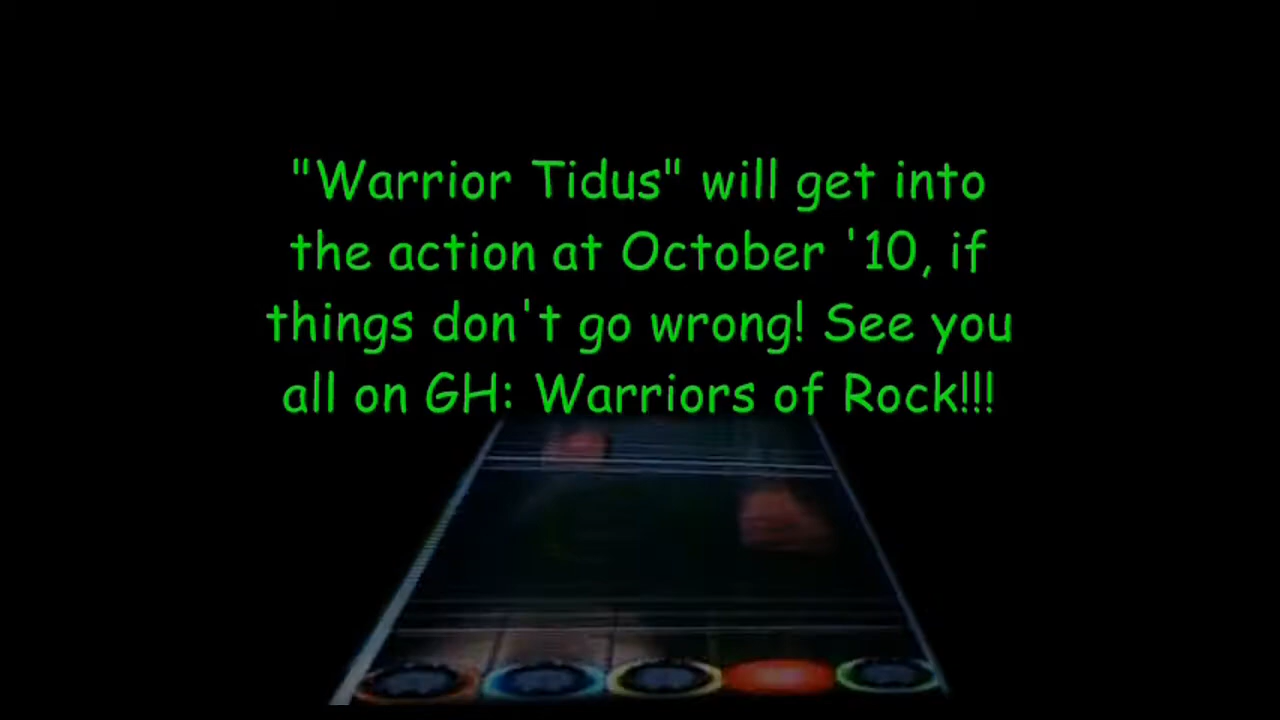 "Warrior Tidus" will get into
the action at October '10, if
things don't go wrong! See you
all on GH: Warriors of Rock!!!